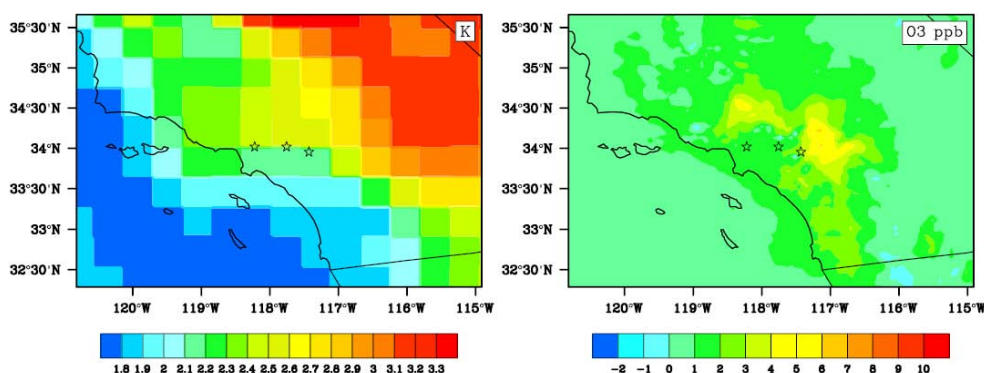 K
35°30'N
35°N
34°30'N
34°N
33°30'N
33°N
32°30'N
120°W 119°W 118°W 117°W 116°W 115°W
1.8 1.9 2 2.1 2.2 2.3 2.4 2.5 2.6 2.7 2.8 2.9 3 3.1 3.2 3.3
O3 ppb
35°30'N
35°N
34°30'N
34°N
33°30'N
33°N
32°30'N
120°W 119°W 118°W 117°W 116°W 115°W
-2 -1 0 1 2 3 4 5 6 7 8 9 10